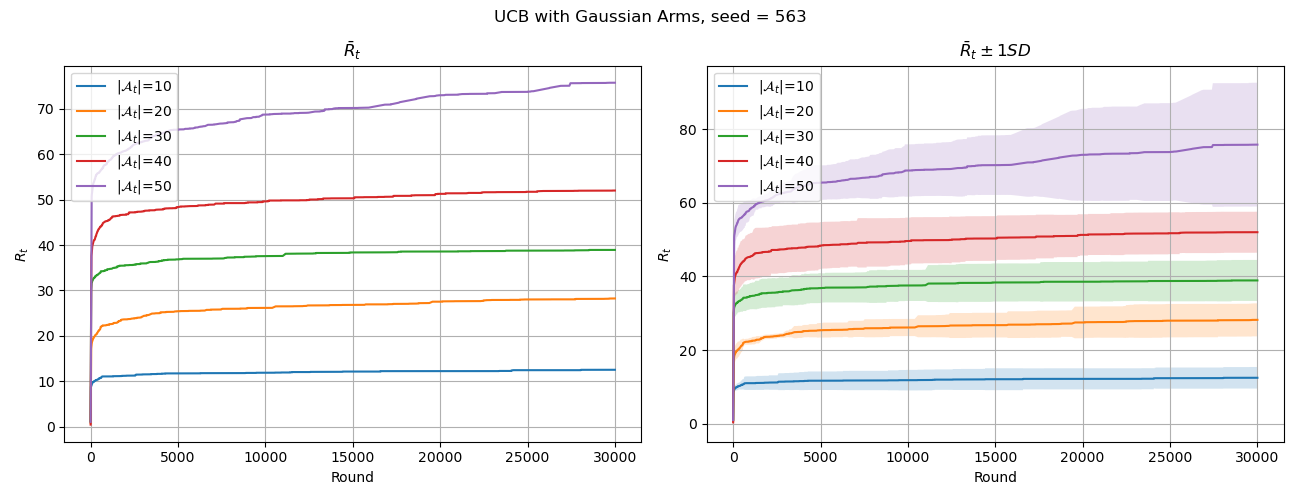 UCB with Gaussian Arms, seed = 563
R̄ₜ
|𝒜ₜ|=10
|𝒜ₜ|=20
|𝒜ₜ|=30
|𝒜ₜ|=40
|𝒜ₜ|=50
70
60
50
40
30
20
10
0
Rₜ
0 5000 10000 15000 20000 25000 30000
Round
R̄ₜ ± 1SD
|𝒜ₜ|=10
|𝒜ₜ|=20
|𝒜ₜ|=30
|𝒜ₜ|=40
|𝒜ₜ|=50
80
60
40
20
0
Rₜ
0 5000 10000 15000 20000 25000 30000
Round